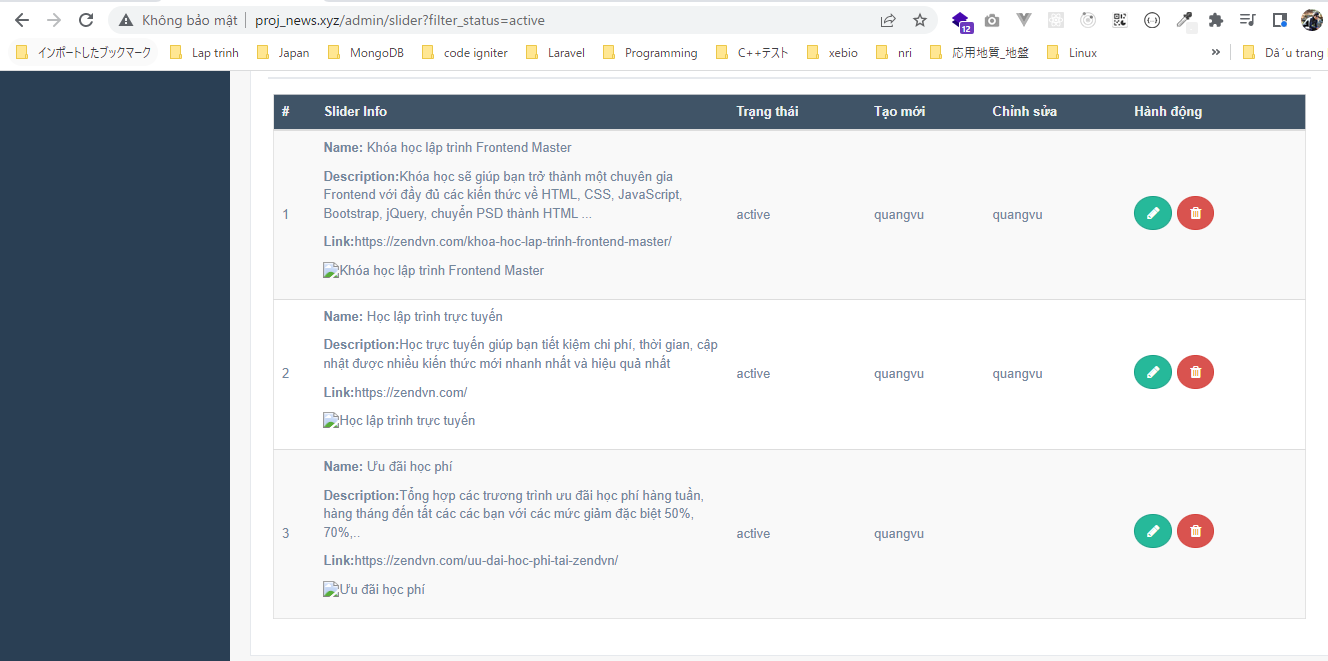 Không bảo mật | proj_news.xyz/admin/slider?filter_status=active
12
インポートしたブックマーク Lap trinh Japan MongoDB code igniter Laravel Programming C++テスト xebio nri 応用地質_地盤 Linux » Dấu trang
# Slider Info Trạng thái Tạo mới Chỉnh sửa Hành động
Name: Khóa học lập trình Frontend Master
Description:Khóa học sẽ giúp bạn trở thành một chuyên gia
Frontend với đầy đủ các kiến thức về HTML, CSS, JavaScript,
Bootstrap, jQuery, chuyển PSD thành HTML ...
1 active quangvu quangvu
Link:https://zendvn.com/khoa-hoc-lap-trinh-frontend-master/
Khóa học lập trình Frontend Master
Name: Học lập trình trực tuyến
Description:Học trực tuyến giúp bạn tiết kiệm chi phí, thời gian, cập
nhật được nhiều kiến thức mới nhanh nhất và hiệu quả nhất
2 active quangvu quangvu
Link:https://zendvn.com/
Học lập trình trực tuyến
Name: Ưu đãi học phí
Description:Tổng hợp các trương trình ưu đãi học phí hàng tuần,
hàng tháng đến tất các các bạn với các mức giảm đặc biệt 50%,
70%,..
3 active quangvu
Link:https://zendvn.com/uu-dai-hoc-phi-tai-zendvn/
Ưu đãi học phí